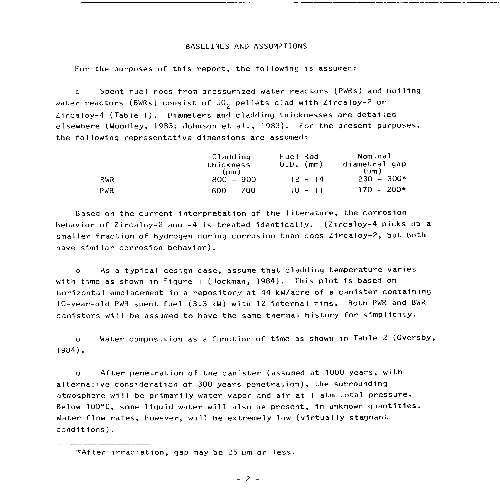 BASELINES AND ASSUMPTIONS
For the purposes of this report, the following is assumed:
o Spent fuel rods from pressurized water reactors (PWRs) and boiling
water reactors (BWRs) consist of UO2 pellets clad with Zircaloy-2 or
Zircaloy-4 (Table 1). Diameters and cladding thicknesses are detailed
elsewhere (Woodley, 1983; Johnson et al., 1983). For the present purposes,
the following representative dimensions are assumed:
Cladding Fuel Rod Nominal
thickness O.D. (mm) diametral gap
(µm) (µm)
BWR 800 - 900 12 - 14 230 - 300*
PWR 600 - 700 10 - 11 170 - 200*
Based on the current interpretation of the literature, the corrosion
behavior of Zircaloy-2 and -4 is treated identically. (Zircaloy-4 picks up a
smaller fraction of hydrogen during corrosion than does Zircaloy-2, but both
have similar corrosion behavior).
o As a typical design case, assume that cladding temperature varies
with time as shown in Figure 1 (Hockman, 1984). This plot is based on
horizontal emplacement in a repository at 44 kW/acre of a canister containing
10-year-old PWR spent fuel (3.3 kW) with 12 internal fins. Both PWR and BWR
canisters will be assumed to have the same thermal history for simplicity.
o Water composition as a function of time as shown in Table 2 (Oversby,
1984).
o After penetration of the canister (assumed at 1000 years, with
alternative consideration of 300 years penetration), the surrounding
atmosphere will be primarily water vapor and air at 1 atm total pressure.
Below 100°C, some liquid water will also be present, in unknown quantities.
Water flow rates, however, will be extremely low (virtually stagnant
conditions).
*After irradiation, gap may be 25 µm or less.
- 2 -